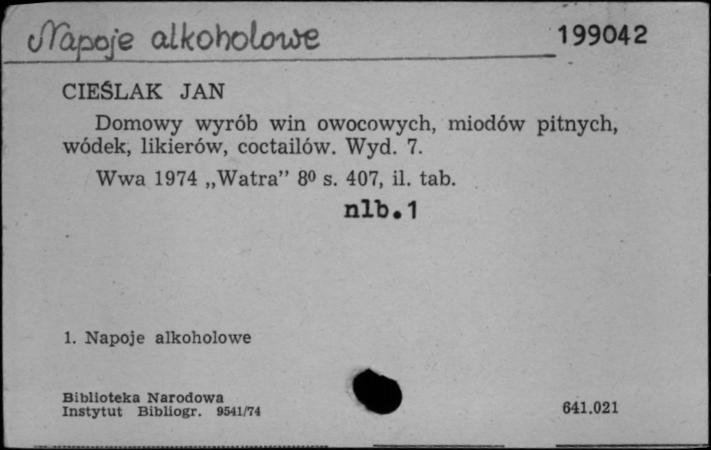 Napoje alkoholowe 199042
CIEŚLAK JAN
Domowy wyrób win owocowych, miodów pitnych,
wódek, likierów, coctailów. Wyd. 7.
Wwa 1974 „Watra” 8⁰ s. 407, il. tab.
nlb.1
1. Napoje alkoholowe
Biblioteka Narodowa
Instytut Bibliogr. 9541/74 641.021